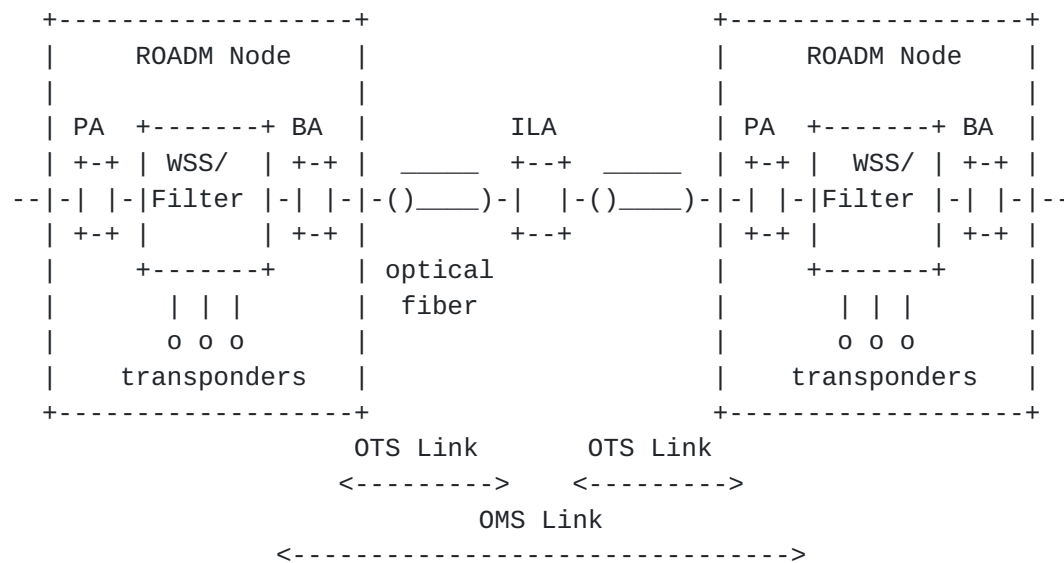 ROADM Node ROADM Node
PA BA ILA PA BA
WSS/ WSS/
Filter Filter
optical
fiber
o o o o o o
transponders transponders
OTS Link OTS Link
OMS Link